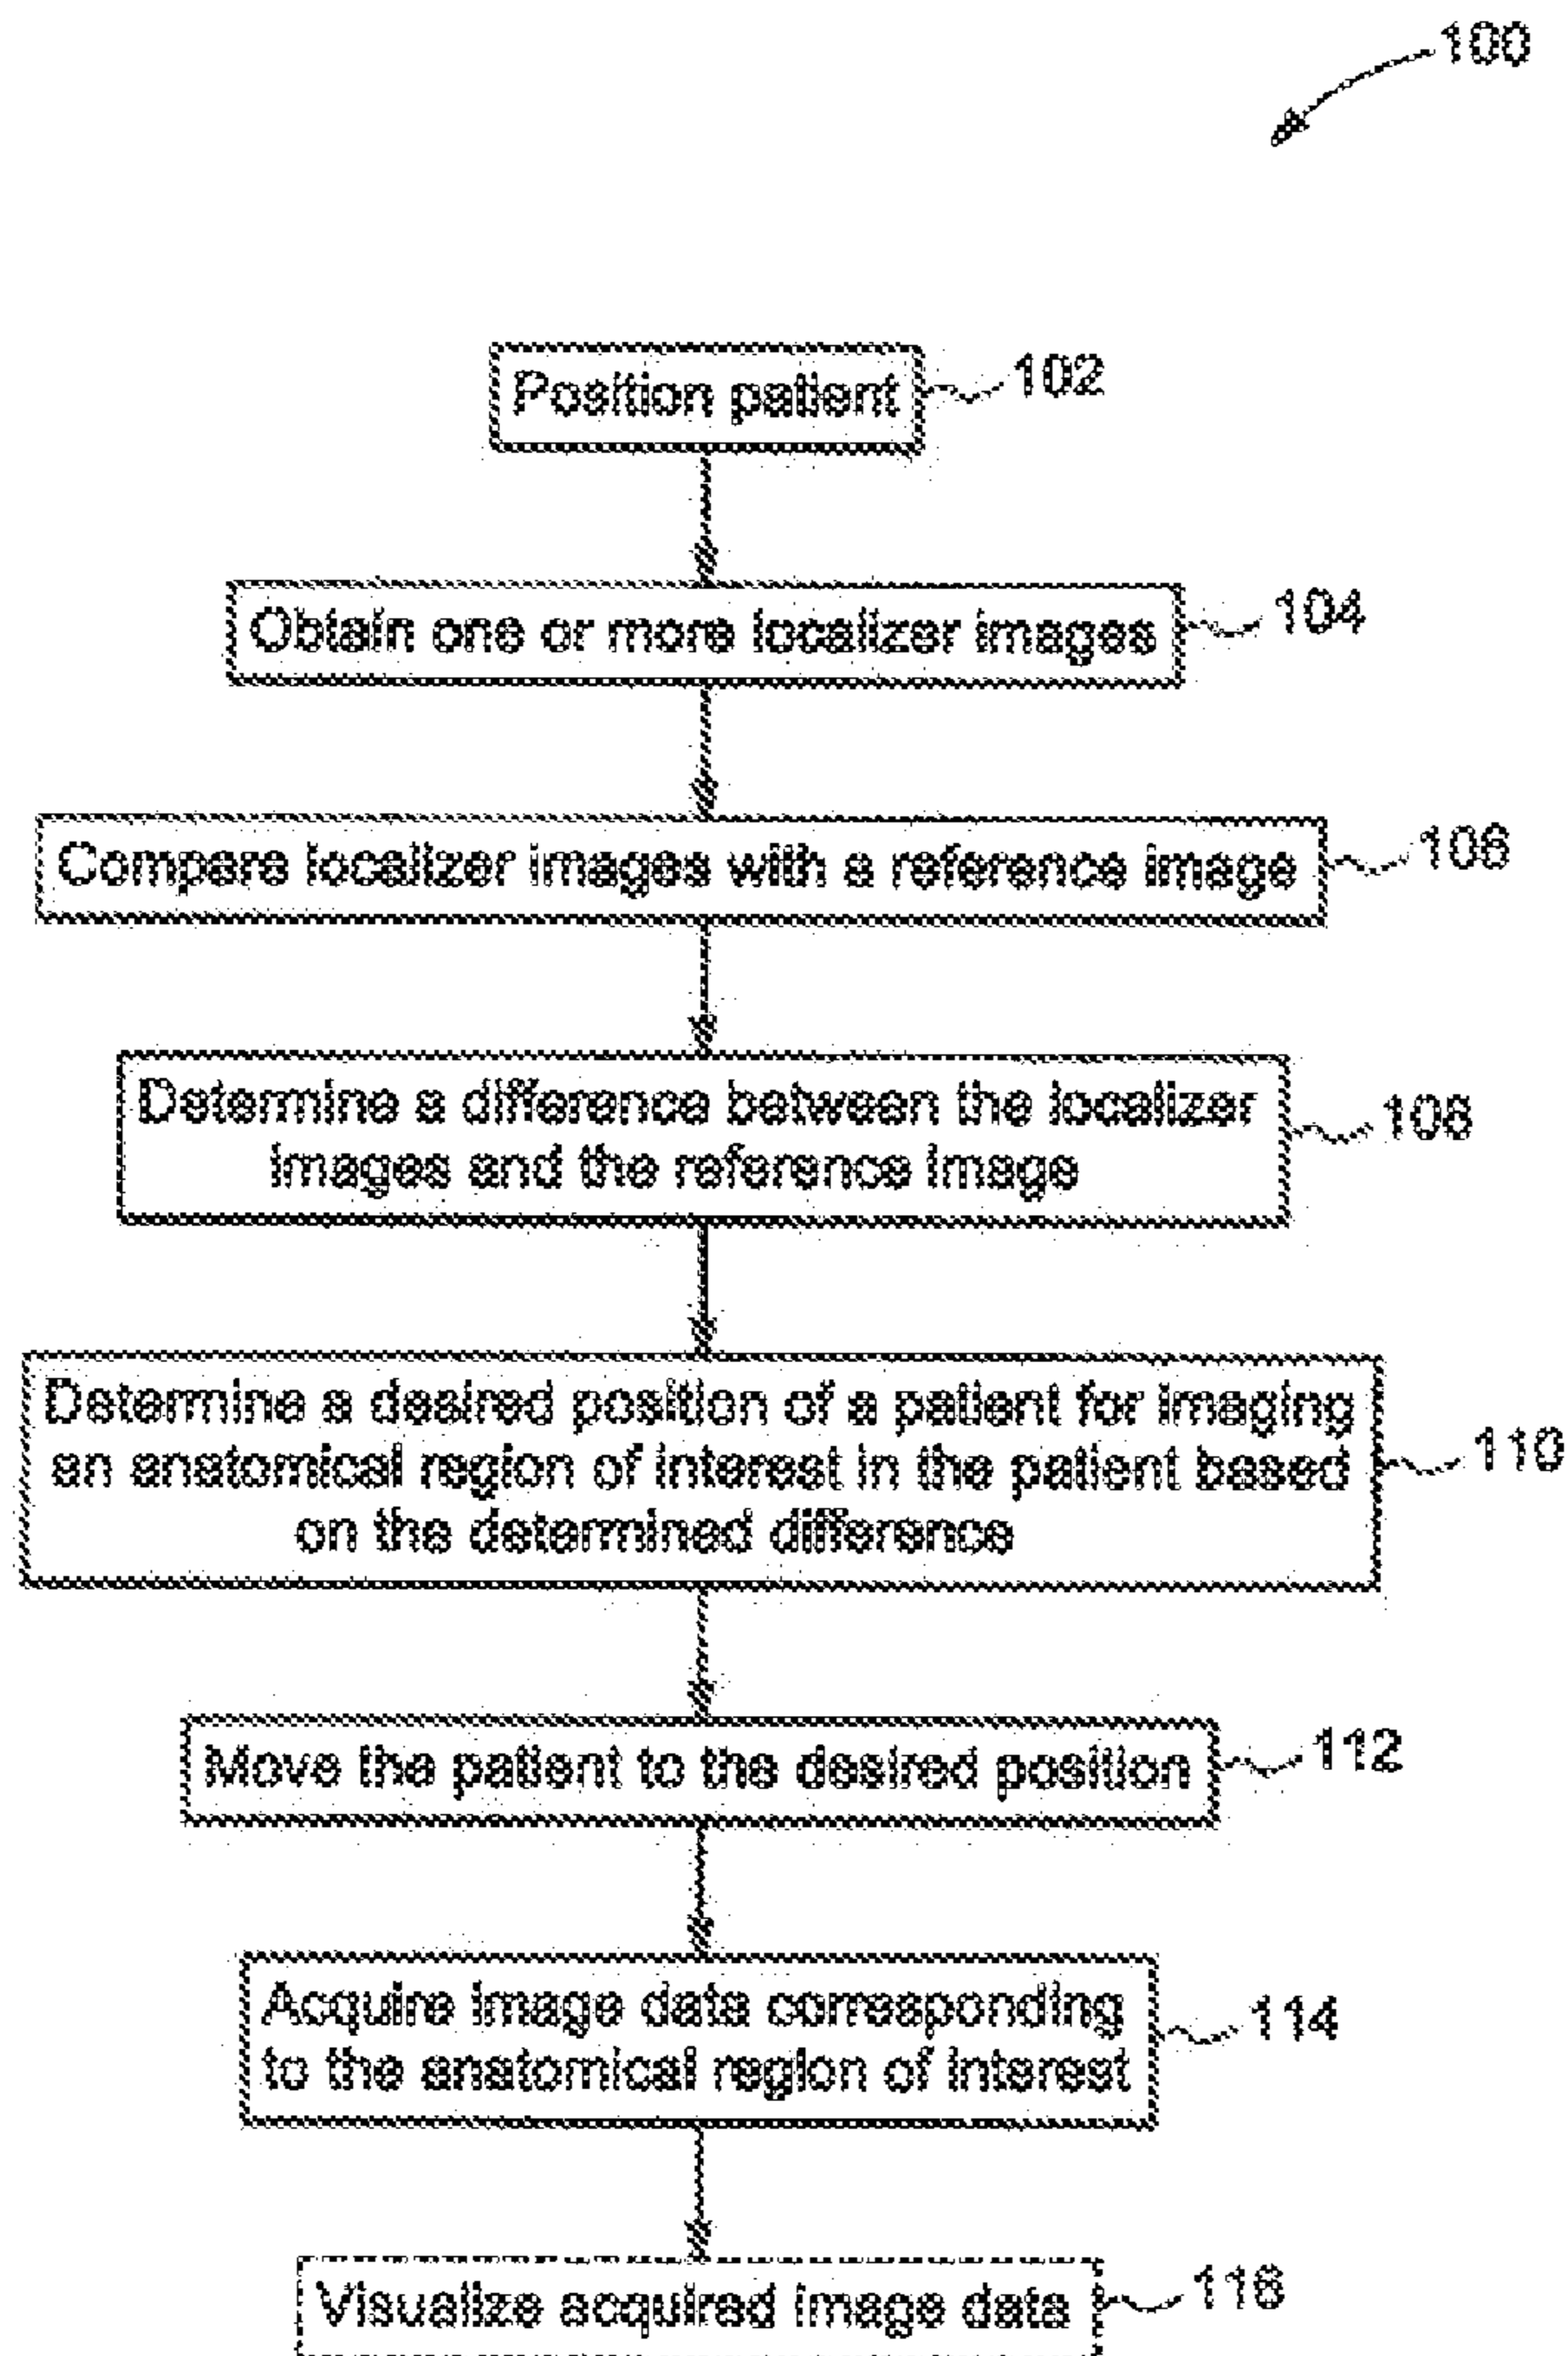 100
Position patient
102
Obtain one or more localizer images
104
Compare localizer images with a reference image
106
Determine a difference between the localizer
images and the reference image
108
Determine a desired position of a patient for imaging
an anatomical region of interest in the patient based
on the determined difference
110
Move the patient to the desired position
112
Acquire image data corresponding
to the anatomical region of interest
114
Visualize acquired image data
116